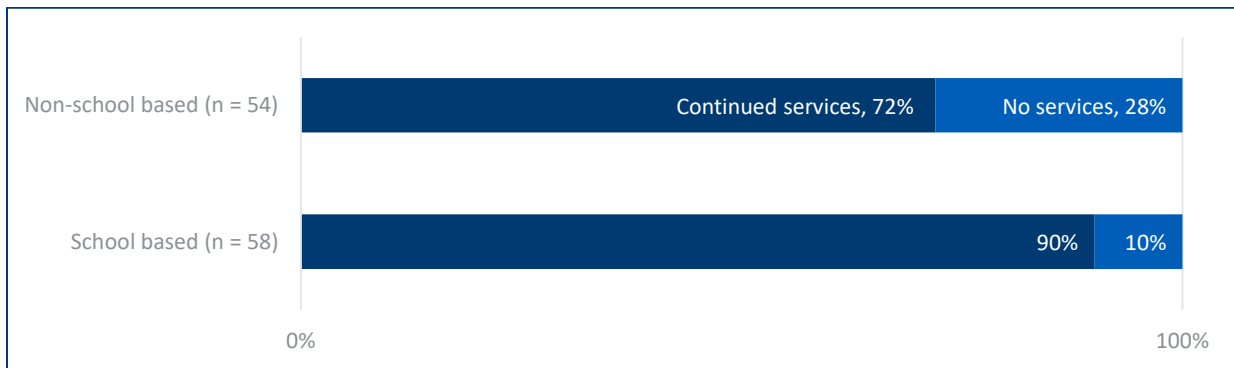 Non-school based (n = 54)
Continued services, 72%
No services, 28%
School based (n = 58)
90%
10%
0%
100%